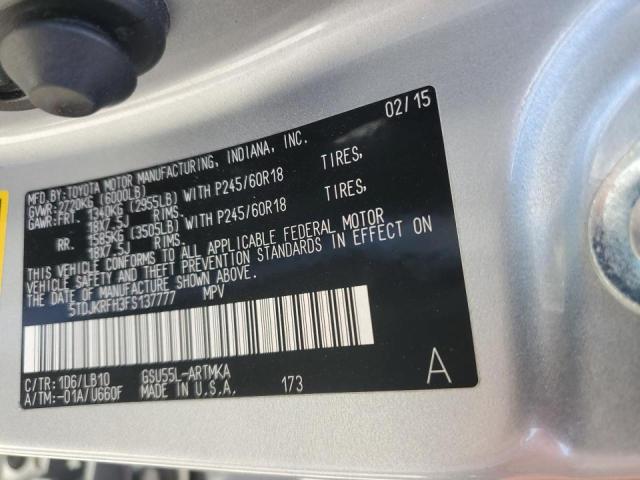 02/15
MFD.BY:TOYOTA MOTOR MANUFACTURING, INDIANA, INC.
GVWR:2720KG (6000LB)
GAWR:FRT. 1340KG (2955LB) WITH P245/60R18 TIRES,
18X7.5J RIMS.
RR. 1585KG (3505LB) WITH P245/60R18 TIRES,
18X7.5J RIMS.
THIS VEHICLE CONFORMS TO ALL APPLICABLE FEDERAL MOTOR
VEHICLE SAFETY AND THEFT PREVENTION STANDARDS IN EFFECT ON
THE DATE OF MANUFACTURE SHOWN ABOVE.
5TDJKRFH3FS137777 MPV
C/TR: 1D6/LB10 GSU55L-ARTMKA
A/TM:-01A/U660F MADE IN U.S.A. 173 A